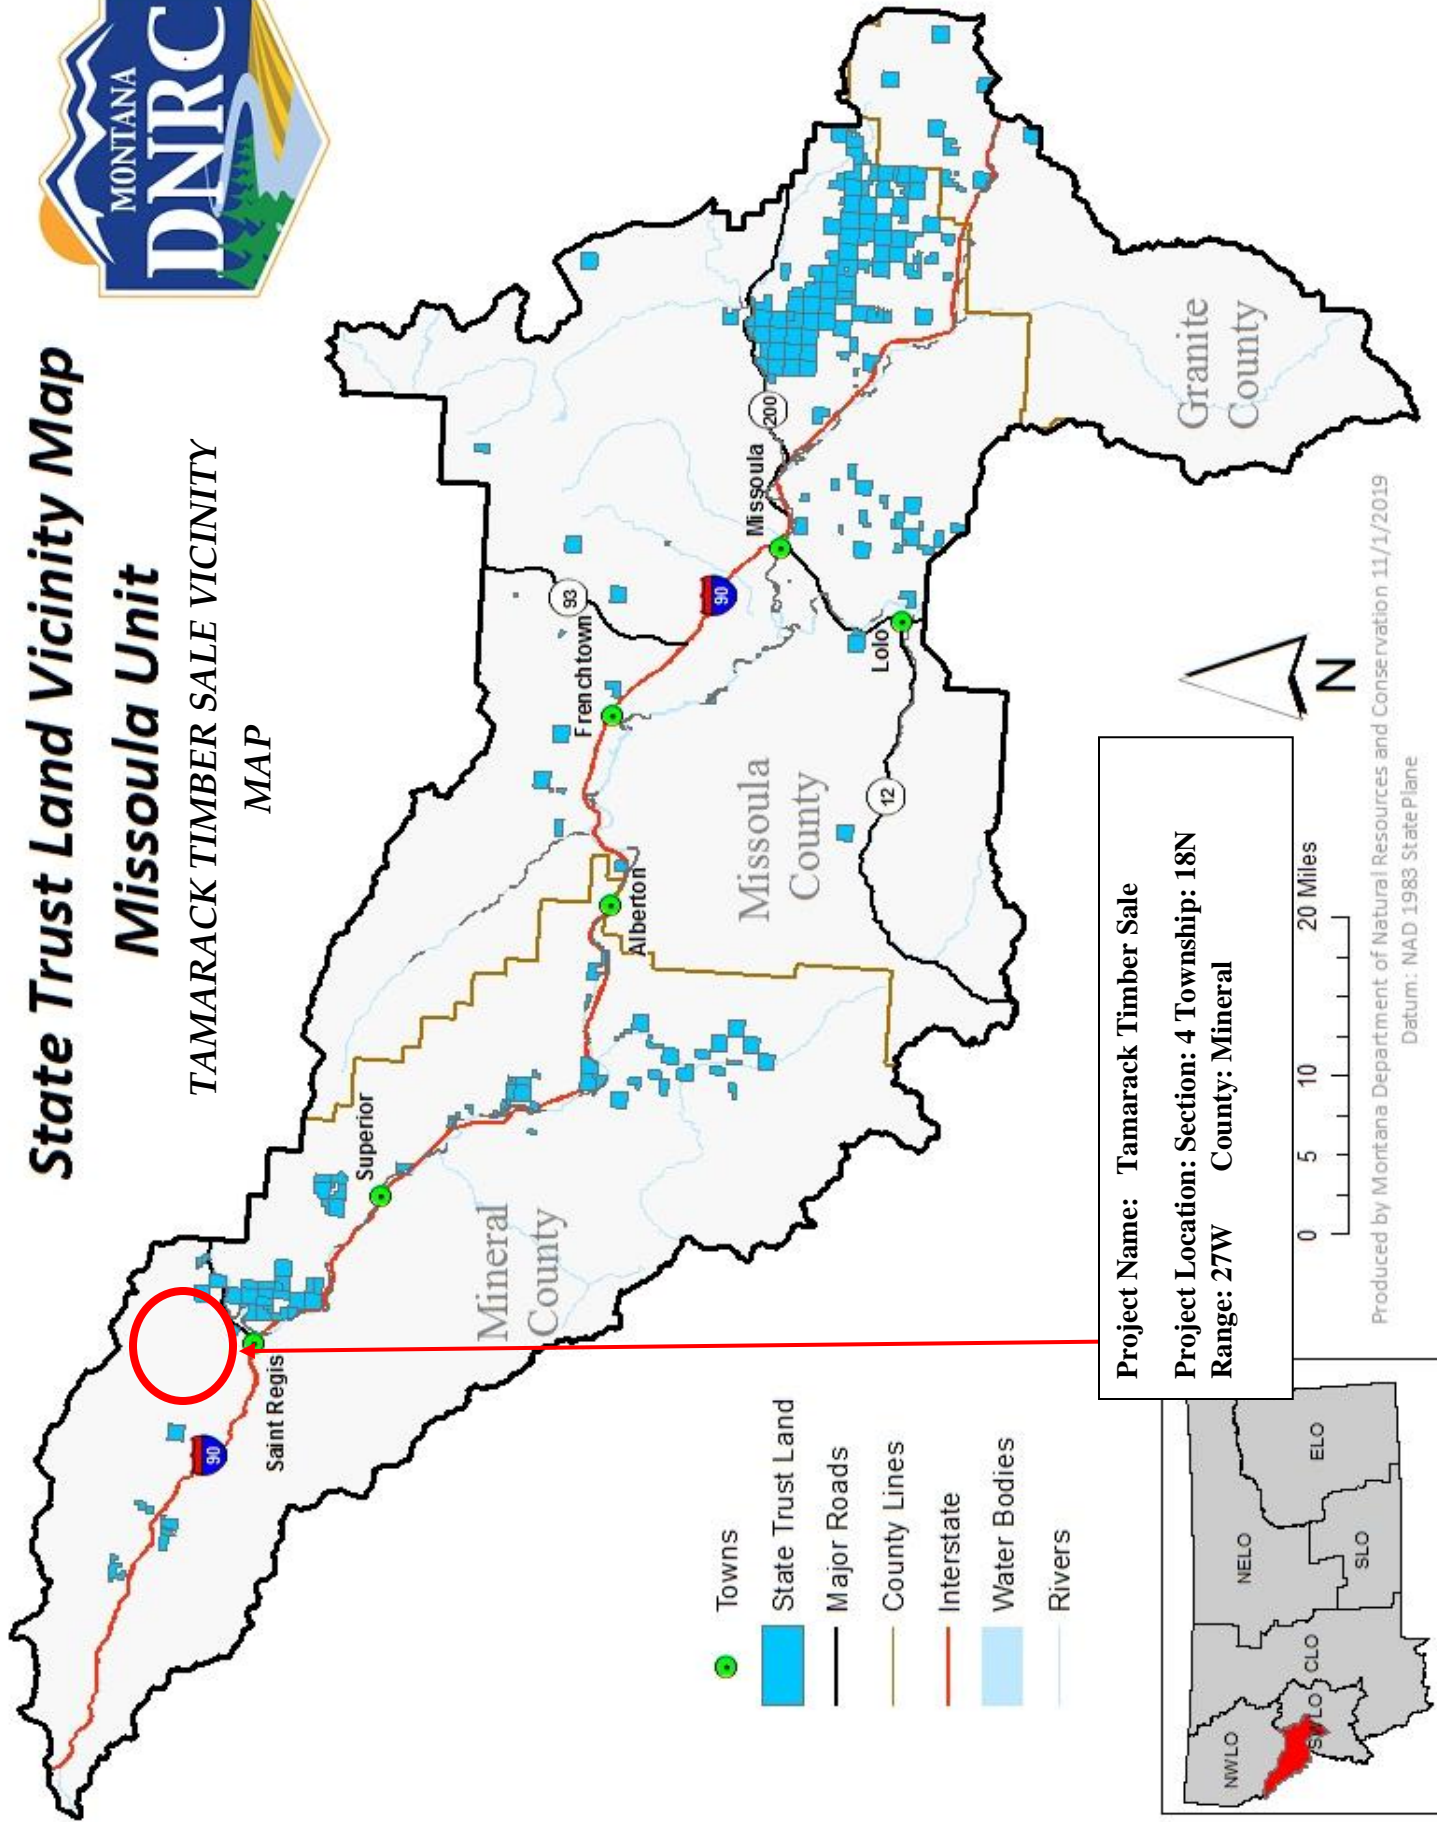 MONTANA
DNRC
State Trust Land Vicinity Map
Missoula Unit
TAMARACK TIMBER SALE VICINITY
MAP
90
Saint Regis
Superior
Mineral
County
Alberton
Frenchtown
93
90
Missoula
200
Missoula
County
Lolo
12
Granite
County
Towns
State Trust Land
Major Roads
County Lines
Interstate
Water Bodies
Rivers
Project Name: Tamarack Timber Sale
Project Location: Section: 4 Township: 18N
Range: 27W County: Mineral
N
0 5 10 20 Miles
Produced by Montana Department of Natural Resources and Conservation 11/1/2019
Datum: NAD 1983 StatePlane
NWLO
SWLO
CLO
NELO
SLO
ELO